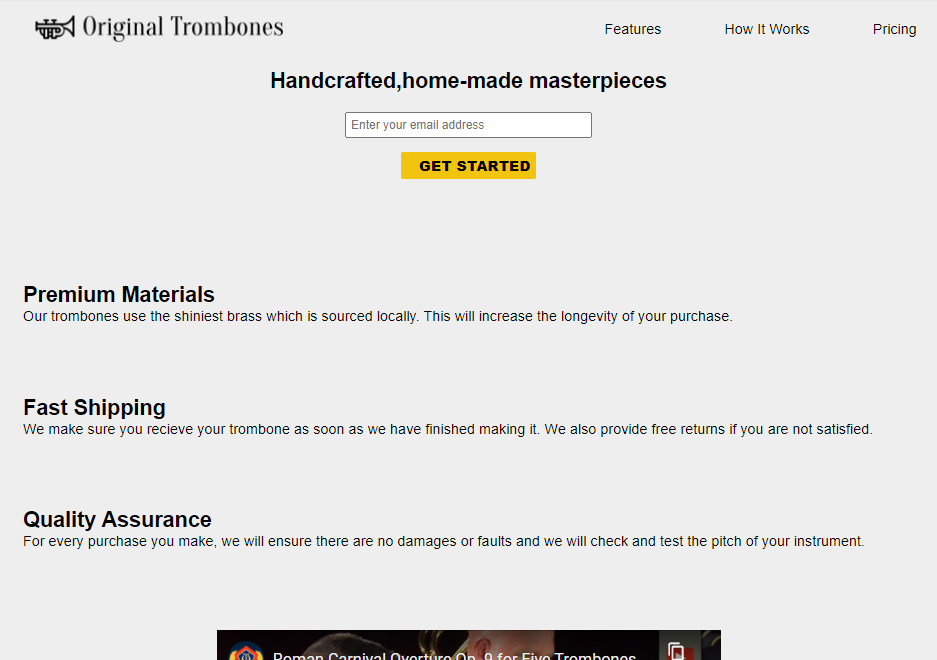 Original Trombones
Features
How It Works
Pricing
Handcrafted,home-made masterpieces
Enter your email address
GET STARTED
Premium Materials
Our trombones use the shiniest brass which is sourced locally. This will increase the longevity of your purchase.
Fast Shipping
We make sure you recieve your trombone as soon as we have finished making it. We also provide free returns if you are not satisfied.
Quality Assurance
For every purchase you make, we will ensure there are no damages or faults and we will check and test the pitch of your instrument.
Roman Carnival Overture Op. 9 for Five Trombones